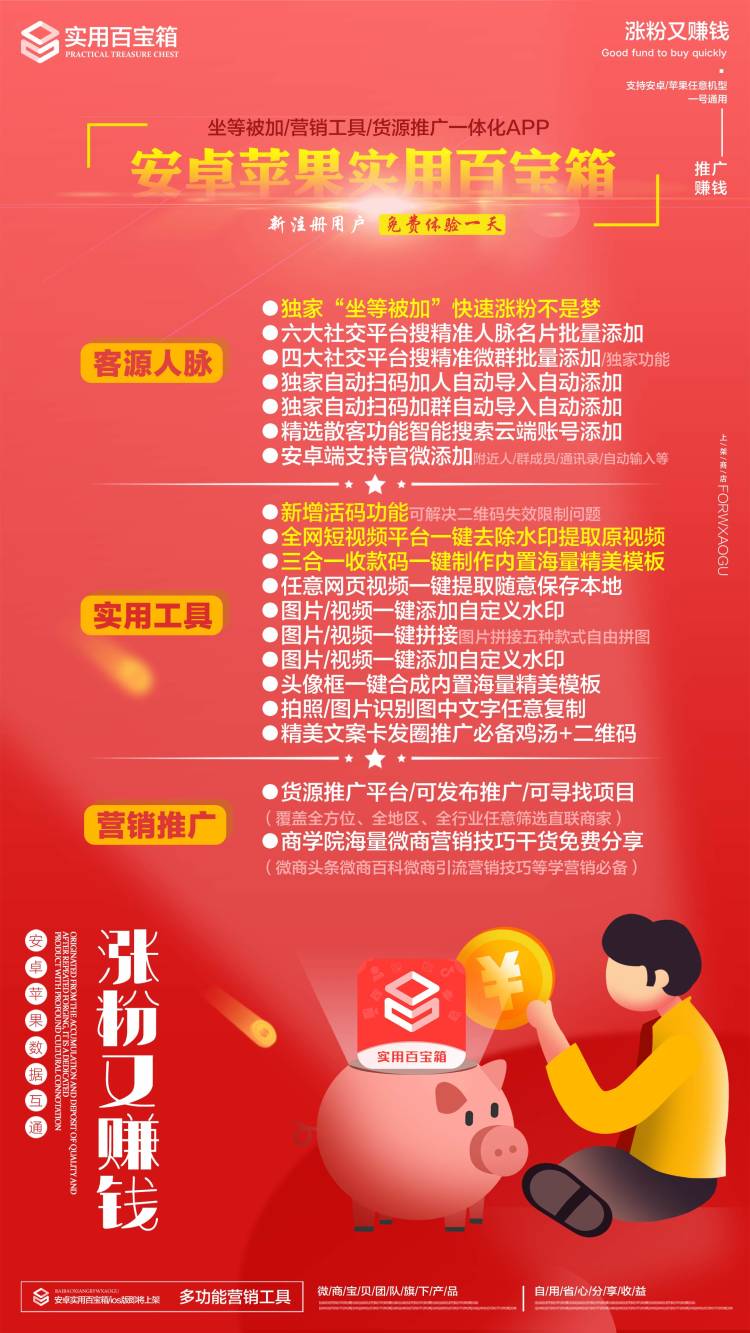 实用百宝箱
PRACTICAL TREASURE CHEST
涨粉又赚钱
Good fund to buy quickly
支持安卓/苹果任意机型
一号通用
推广
赚钱
坐等被加/营销工具/货源推广一体化APP
安卓苹果实用百宝箱
新注册用户 免费体验一天
客源人脉
●独家“坐等被加”快速涨粉不是梦
●六大社交平台搜精准人脉名片批量添加
●四大社交平台搜精准微群批量添加/独家功能
●独家自动扫码加人自动导入自动添加
●独家自动扫码加群自动导入自动添加
●精选散客功能智能搜索云端账号添加
●安卓端支持官微添加附近人/群成员/通讯录/自动输入等
上/架/商/店
FORWXAOGU
实用工具
●新增活码功能可解决二维码失效限制问题
●全网短视频平台一键去除水印提取原视频
●三合一收款码一键制作内置海量精美模板
●任意网页视频一键提取随意保存本地
●图片/视频一键添加自定义水印
●图片/视频一键拼接图片拼接五种款式自由拼图
●图片/视频一键添加自定义水印
●头像框一键合成内置海量精美模板
●拍照/图片识别图中文字任意复制
●精美文案卡发圈推广必备鸡汤+二维码
营销推广
●货源推广平台/可发布推广/可寻找项目
（覆盖全方位、全地区、全行业任意筛选直联商家）
●商学院海量微商营销技巧干货免费分享
（微商头条微商百科微商引流营销技巧等学营销必备）
涨粉又赚钱
ORIGINATED FROM THE ACCUMULATION AND DEPOSIT OF QUALITY AND
AFTER REPEATED FORGING, IT IS A DEDICATED
PRODUCT WITH PROFOUND CULTURAL CONNOTATION
安卓苹果数据互通
¥
实用百宝箱
BAIBAOXIANGBYWXAOGU
安卓实用百宝箱/ios版即将上架
多功能营销工具
微/商/宝/贝/团/队/旗/下/产/品
自/用/省/心/分/享/收/益